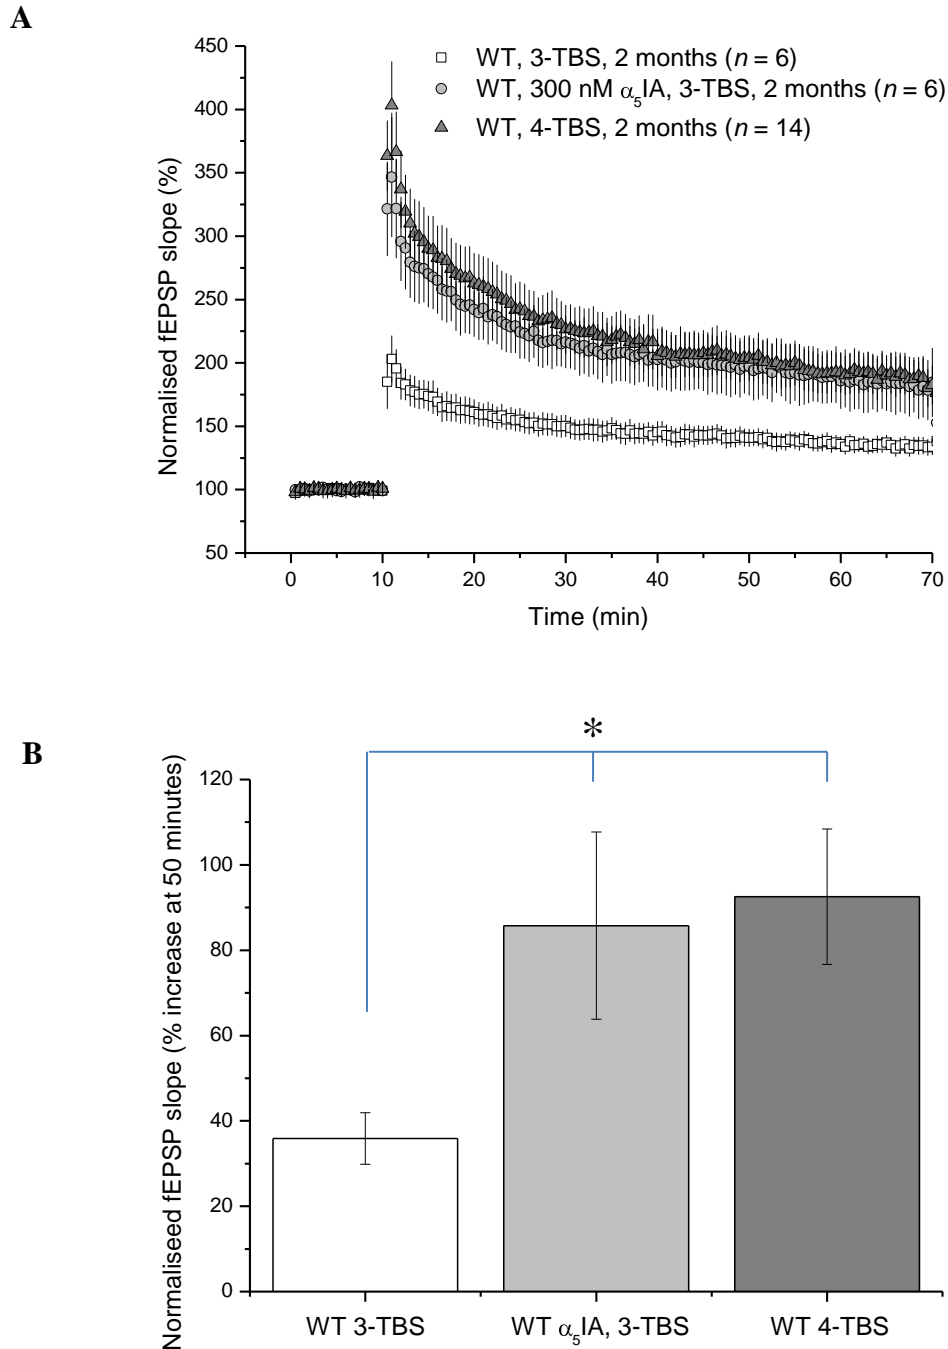 A
WT, 3-TBS, 2 months (n = 6)
WT, 300 nM α5IA, 3-TBS, 2 months (n = 6)
WT, 4-TBS, 2 months (n = 14)
Normalised fEPSP slope (%)
450
400
350
300
250
200
150
100
50
0 10 20 30 40 50 60 70
Time (min)
B
*
Normaliseed fEPSP slope (% increase at 50 minutes)
120
100
80
60
40
20
0
WT 3-TBS WT α5IA, 3-TBS WT 4-TBS